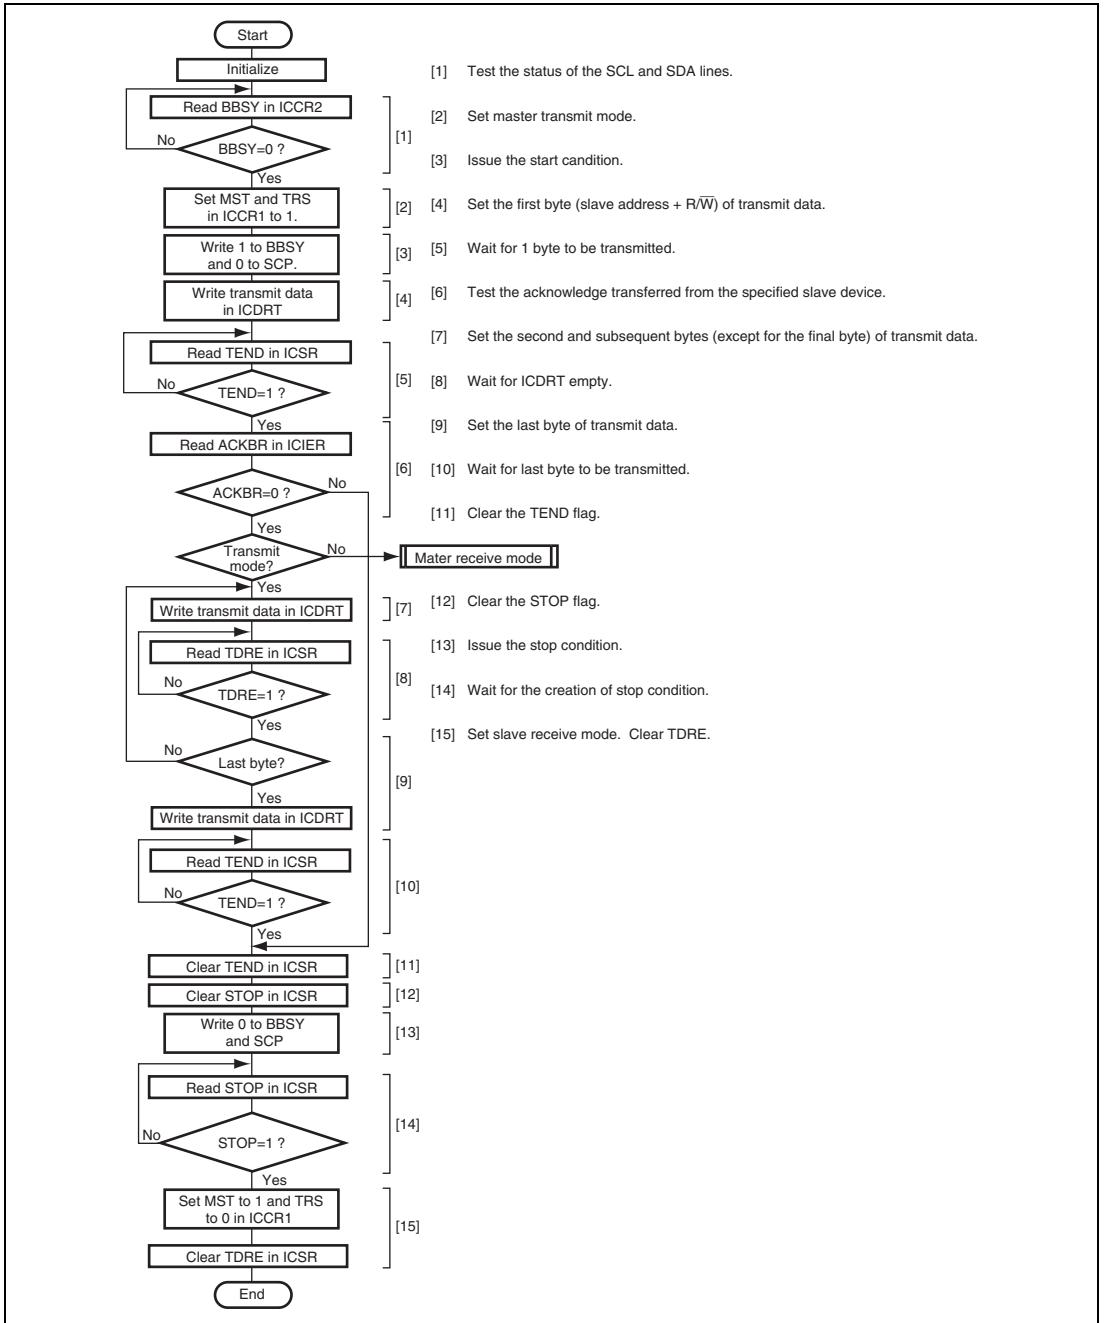 Start
Initialize
Read BBSY in ICCR2
No
BBSY=0 ?
Yes
[1]
Set MST and TRS
in ICCR1 to 1.
[2]
Write 1 to BBSY
and 0 to SCP.
[3]
Write transmit data
in ICDRT
[4]
Read TEND in ICSR
No
TEND=1 ?
Yes
[5]
Read ACKBR in ICIER
ACKBR=0 ?
No
Yes
[6]
Transmit
mode?
No
Mater receive mode
Yes
Write transmit data in ICDRT
[7]
Read TDRE in ICSR
No
TDRE=1 ?
Yes
[8]
No
Last byte?
Yes
[9]
Write transmit data in ICDRT
Read TEND in ICSR
No
TEND=1 ?
Yes
[10]
Clear TEND in ICSR
[11]
Clear STOP in ICSR
[12]
Write 0 to BBSY
and SCP
[13]
Read STOP in ICSR
No
STOP=1 ?
Yes
[14]
Set MST to 1 and TRS
to 0 in ICCR1
[15]
Clear TDRE in ICSR
End
[1] Test the status of the SCL and SDA lines.
[2] Set master transmit mode.
[3] Issue the start candition.
[4] Set the first byte (slave address + R/W̅) of transmit data.
[5] Wait for 1 byte to be transmitted.
[6] Test the acknowledge transferred from the specified slave device.
[7] Set the second and subsequent bytes (except for the final byte) of transmit data.
[8] Wait for ICDRT empty.
[9] Set the last byte of transmit data.
[10] Wait for last byte to be transmitted.
[11] Clear the TEND flag.
[12] Clear the STOP flag.
[13] Issue the stop condition.
[14] Wait for the creation of stop condition.
[15] Set slave receive mode. Clear TDRE.